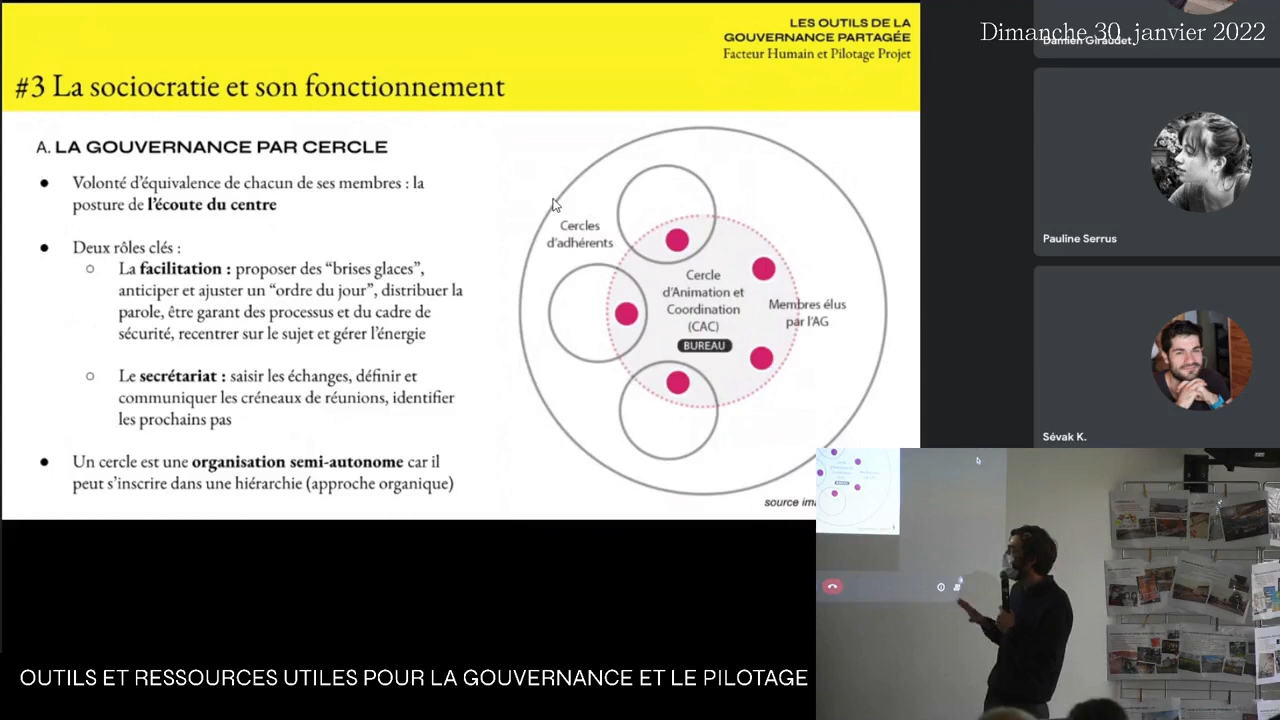 LES OUTILS DE LA
GOUVERNANCE PARTAGÉE
Facteur Humain et Pilotage Projet
#3 La sociocratie et son fonctionnement
Dimanche 30 janvier 2022
Damien Giraudet
A. LA GOUVERNANCE PAR CERCLE
● Volonté d'équivalence de chacun de ses membres : la
posture de l'écoute du centre
● Deux rôles clés :
○ La facilitation : proposer des “brises glaces”,
anticiper et ajuster un “ordre du jour”, distribuer la
parole, être garant des processus et du cadre de
sécurité, recentrer sur le sujet et gérer l'énergie
○ Le secrétariat : saisir les échanges, définir et
communiquer les créneaux de réunions, identifier
les prochains pas
● Un cercle est une organisation semi-autonome car il
peut s'inscrire dans une hiérarchie (approche organique)
Cercles
d'adhérents
Cercle
d'Animation et
Coordination
(CAC)
BUREAU
Membres élus
par l'AG
source
Pauline Serrus
Sévak K.
OUTILS ET RESSOURCES UTILES POUR LA GOUVERNANCE ET LE PILOTAGE